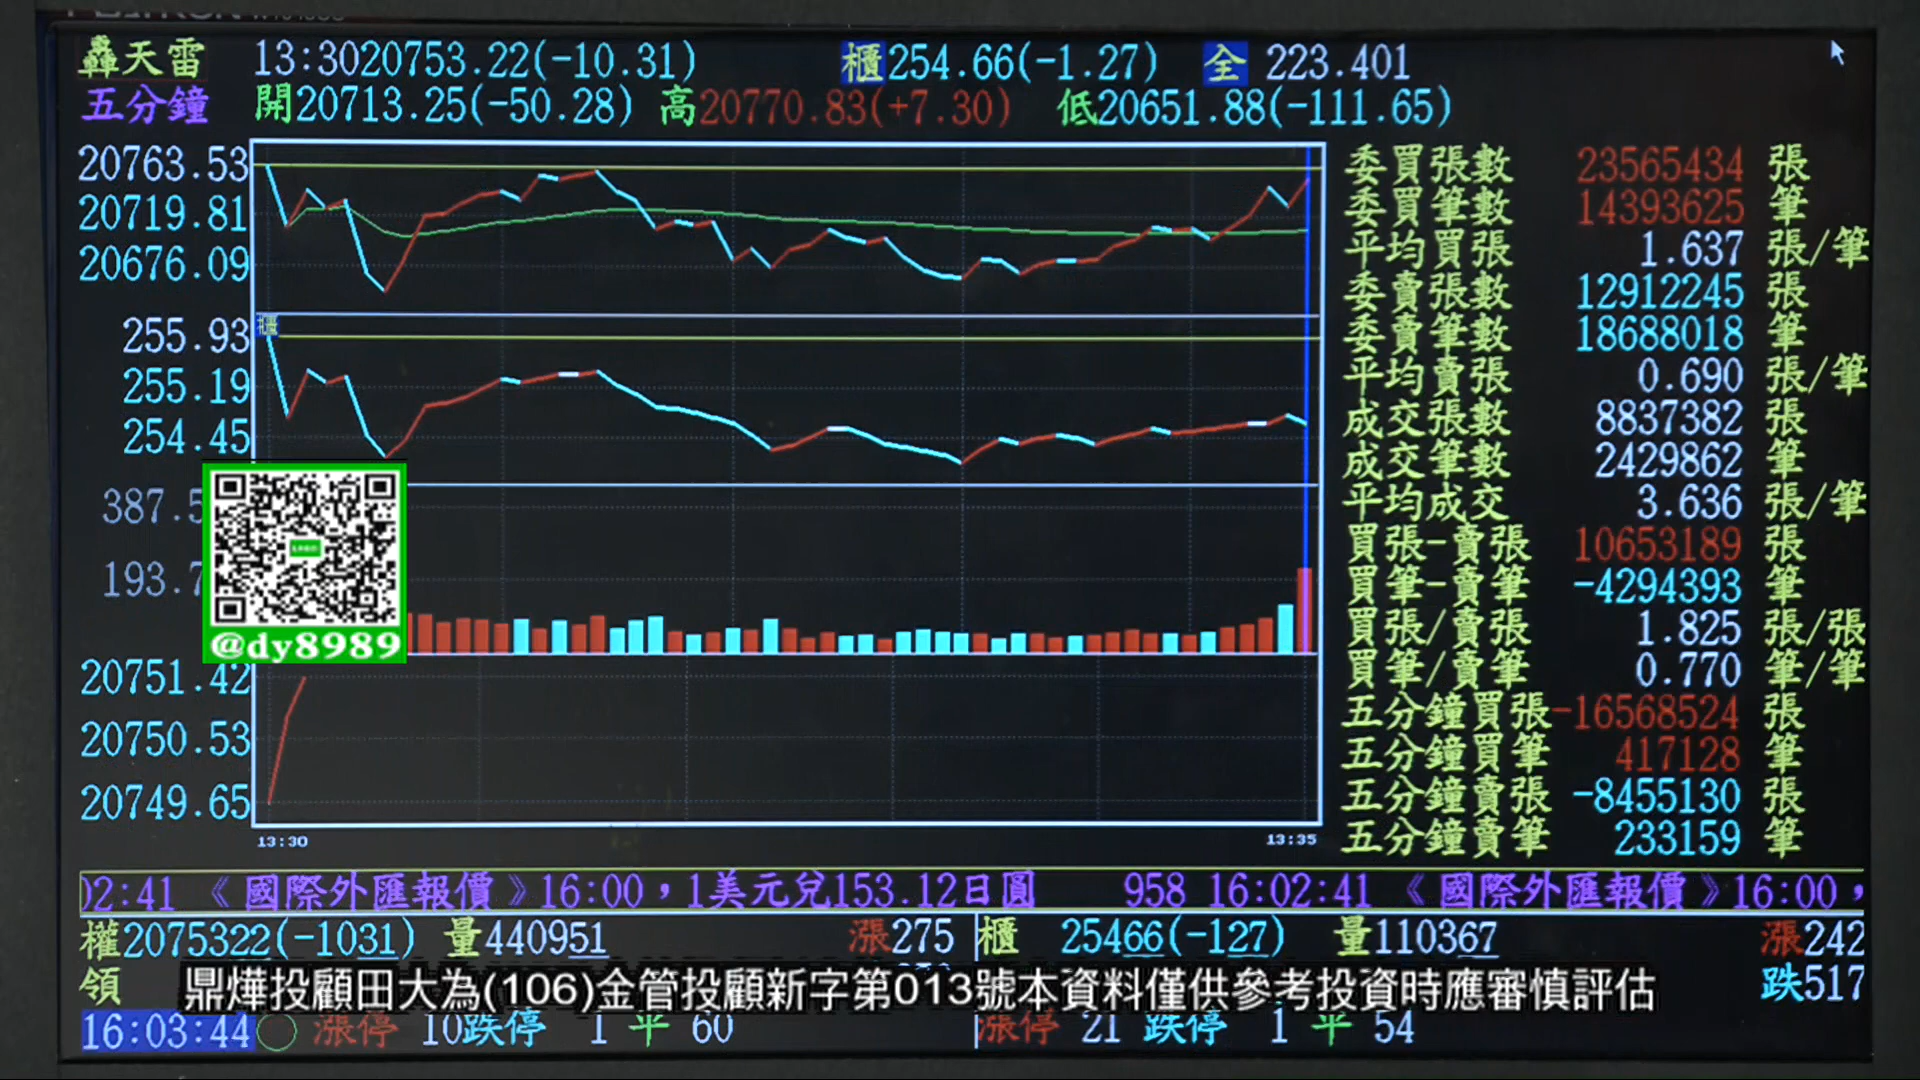 轟天雷 13:30 20753.22(-10.31) 櫃254.66(-1.27) 全 223.401
五分鐘 開20713.25(-50.28) 高20770.83(+7.30) 低20651.88(-111.65)
20763.53
20719.81
20676.09
櫃
255.93
255.19
254.45
387.5
193.7
@dy8989
20751.42
20750.53
20749.65
13:30 13:35
委買張數 23565434 張
委買筆數 14393625 筆
平均買張 1.637 張/筆
委賣張數 12912245 張
委賣筆數 18688018 筆
平均賣張 0.690 張/筆
成交張數 8837382 張
成交筆數 2429862 筆
平均成交 3.636 張/筆
買張-賣張 10653189 張
買筆-賣筆 -4294393 筆
買張/賣張 1.825 張/張
買筆/賣筆 0.770 筆/筆
五分鐘買張 -16568524 張
五分鐘買筆 417128 筆
五分鐘賣張 -8455130 張
五分鐘賣筆 233159 筆
02:41 《國際外匯報價》16:00，1美元兌153.12日圓 958 16:02:41 《國際外匯報價》16:00，
權2075322(-1031) 量440951 漲275 櫃 25466(-127) 量110367 漲242
領 跌517
鼎燁投顧田大為(106)金管投顧新字第013號本資料僅供參考投資時應審慎評估
16:03:44 漲停 10跌停 1 平 60 漲停 21 跌停 1 平 54